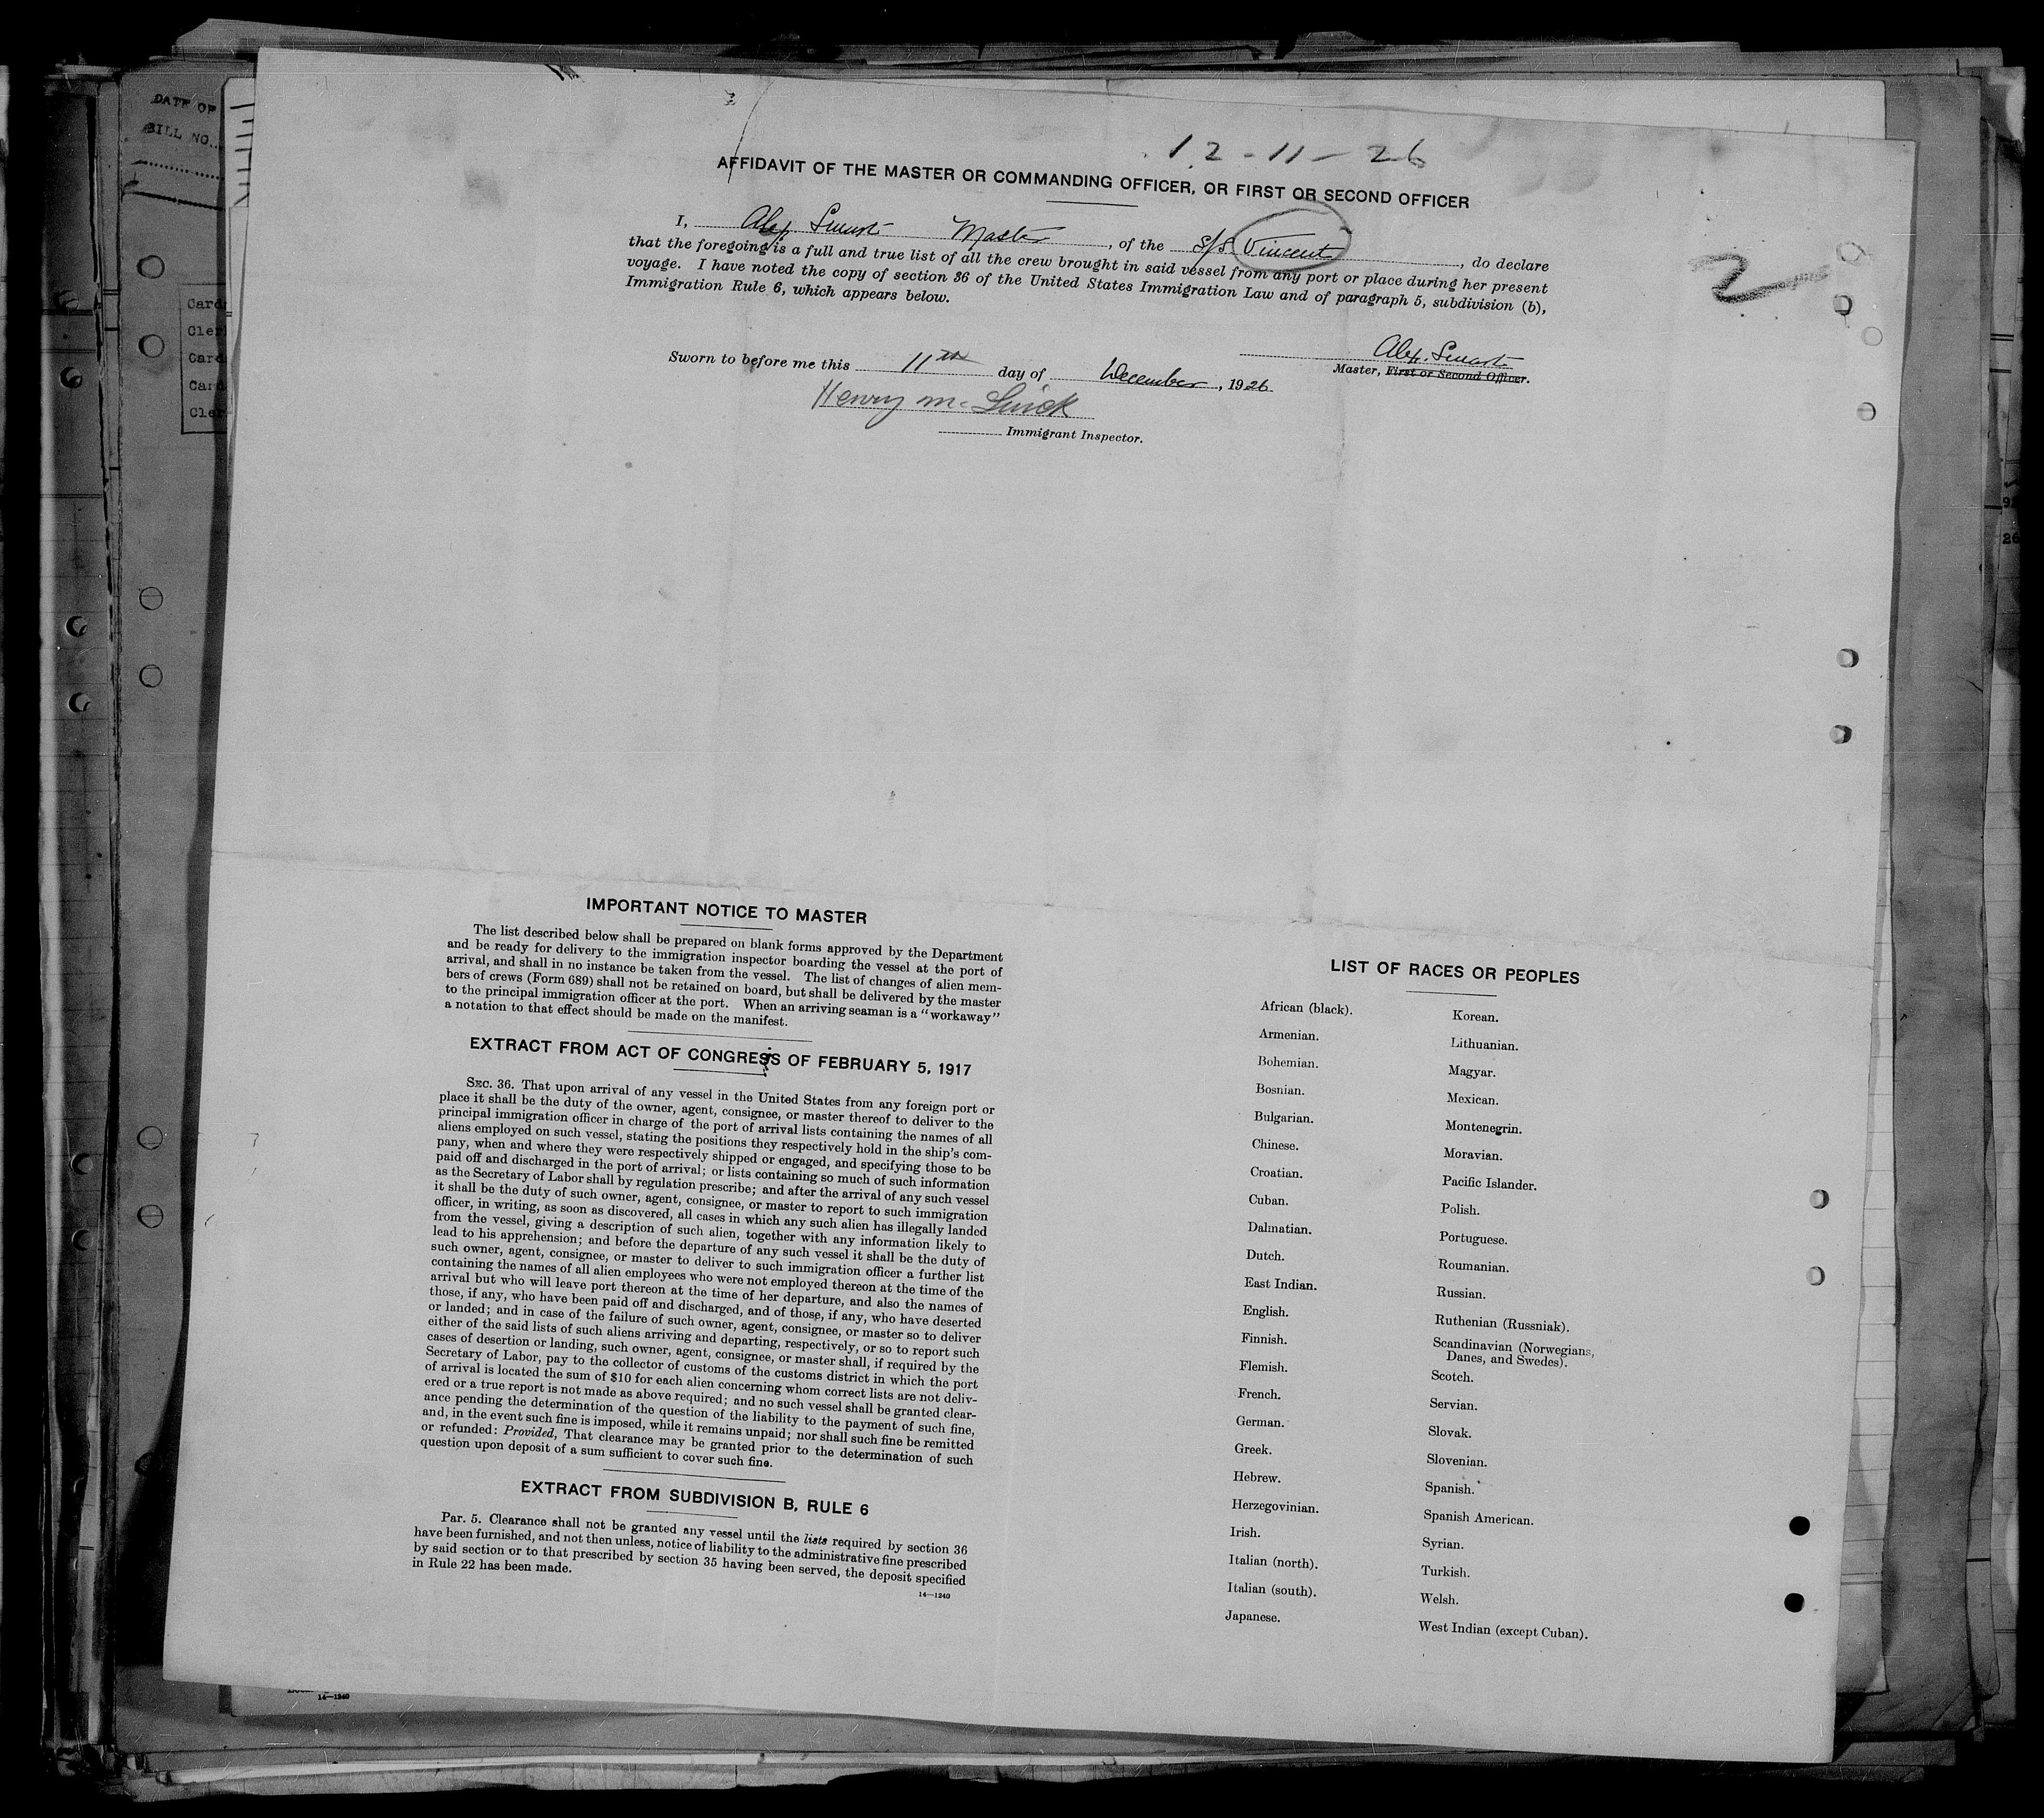 DATE OF
BILL NO.
12-11-26
AFFIDAVIT OF THE MASTER OR COMMANDING OFFICER, OR FIRST OR SECOND OFFICER
I, Alex. Master, of the S/S Vincent, do declare
that the foregoing is a full and true list of all the crew brought in said vessel from any port or place during her present
voyage. I have noted the copy of section 36 of the United States Immigration Law and of paragraph 5, subdivision (b),
Immigration Rule 6, which appears below.
2
Alex.
Master, First or Second Officer.
Sworn to before me this 11th day of December, 1926
Henry M.
Immigrant Inspector.
IMPORTANT NOTICE TO MASTER
The list described below shall be prepared on blank forms approved by the Department
and be ready for delivery to the immigration inspector boarding the vessel at the port of
arrival, and shall in no instance be taken from the vessel. The list of changes of alien mem-
bers of crews (Form 689) shall not be retained on board, but shall be delivered by the master
to the principal immigration officer at the port. When an arriving seaman is a "workaway"
a notation to that effect should be made on the manifest.
EXTRACT FROM ACT OF CONGRESS OF FEBRUARY 5, 1917
SEC. 36. That upon arrival of any vessel in the United States from any foreign port or
place it shall be the duty of the owner, agent, consignee, or master thereof to deliver to the
principal immigration officer in charge of the port of arrival lists containing the names of all
aliens employed on such vessel, stating the positions they respectively hold in the ship's com-
pany, when and where they were respectively shipped or engaged, and specifying those to be
paid off and discharged in the port of arrival; or lists containing so much of such information
as the Secretary of Labor shall by regulation prescribe; and after the arrival of any such vessel
it shall be the duty of such owner, agent, consignee, or master to report to such immigration
officer, in writing, as soon as discovered, all cases in which any such alien has illegally landed
from the vessel, giving a description of such alien, together with any information likely to
lead to his apprehension; and before the departure of any such vessel it shall be the duty of
such owner, agent, consignee, or master to deliver to such immigration officer a further list
containing the names of all alien employees who were not employed thereon at the time of the
arrival but who will leave port thereon at the time of her departure, and also the names of
those, if any, who have been paid off and discharged, and of those, if any, who have deserted
or landed; and in case of the failure of such owner, agent, consignee, or master so to deliver
either of the said lists of such aliens arriving and departing, respectively, or so to report such
cases of desertion or landing, such owner, agent, consignee, or master shall, if required by the
Secretary of Labor, pay to the collector of customs of the customs district in which the port
of arrival is located the sum of $10 for each alien concerning whom correct lists are not deliv-
ered or a true report is not made as above required; and no such vessel shall be granted clear-
ance pending the determination of the question of the liability to the payment of such fine,
and, in the event such fine is imposed, while it remains unpaid; nor shall such fine be remitted
or refunded: Provided, That clearance may be granted prior to the determination of such
question upon deposit of a sum sufficient to cover such fine.
EXTRACT FROM SUBDIVISION B, RULE 6
Par. 5. Clearance shall not be granted any vessel until the lists required by section 36
have been furnished, and not then unless, notice of liability to the administrative fine prescribed
by said section or to that prescribed by section 35 having been served, the deposit specified
in Rule 22 has been made.
14—1240
LIST OF RACES OR PEOPLES
African (black).
Armenian.
Bohemian.
Bosnian.
Bulgarian.
Chinese.
Croatian.
Cuban.
Dalmatian.
Dutch.
East Indian.
English.
Finnish.
Flemish.
French.
German.
Greek.
Hebrew.
Herzegovinian.
Irish.
Italian (north).
Italian (south).
Japanese.
Korean.
Lithuanian.
Magyar.
Mexican.
Montenegrin.
Moravian.
Pacific Islander.
Polish.
Portuguese.
Roumanian.
Russian.
Ruthenian (Russniak).
Scandinavian (Norwegians,
Danes, and Swedes).
Scotch.
Servian.
Slovak.
Slovenian.
Spanish.
Spanish American.
Syrian.
Turkish.
Welsh.
West Indian (except Cuban).
14—1240
26